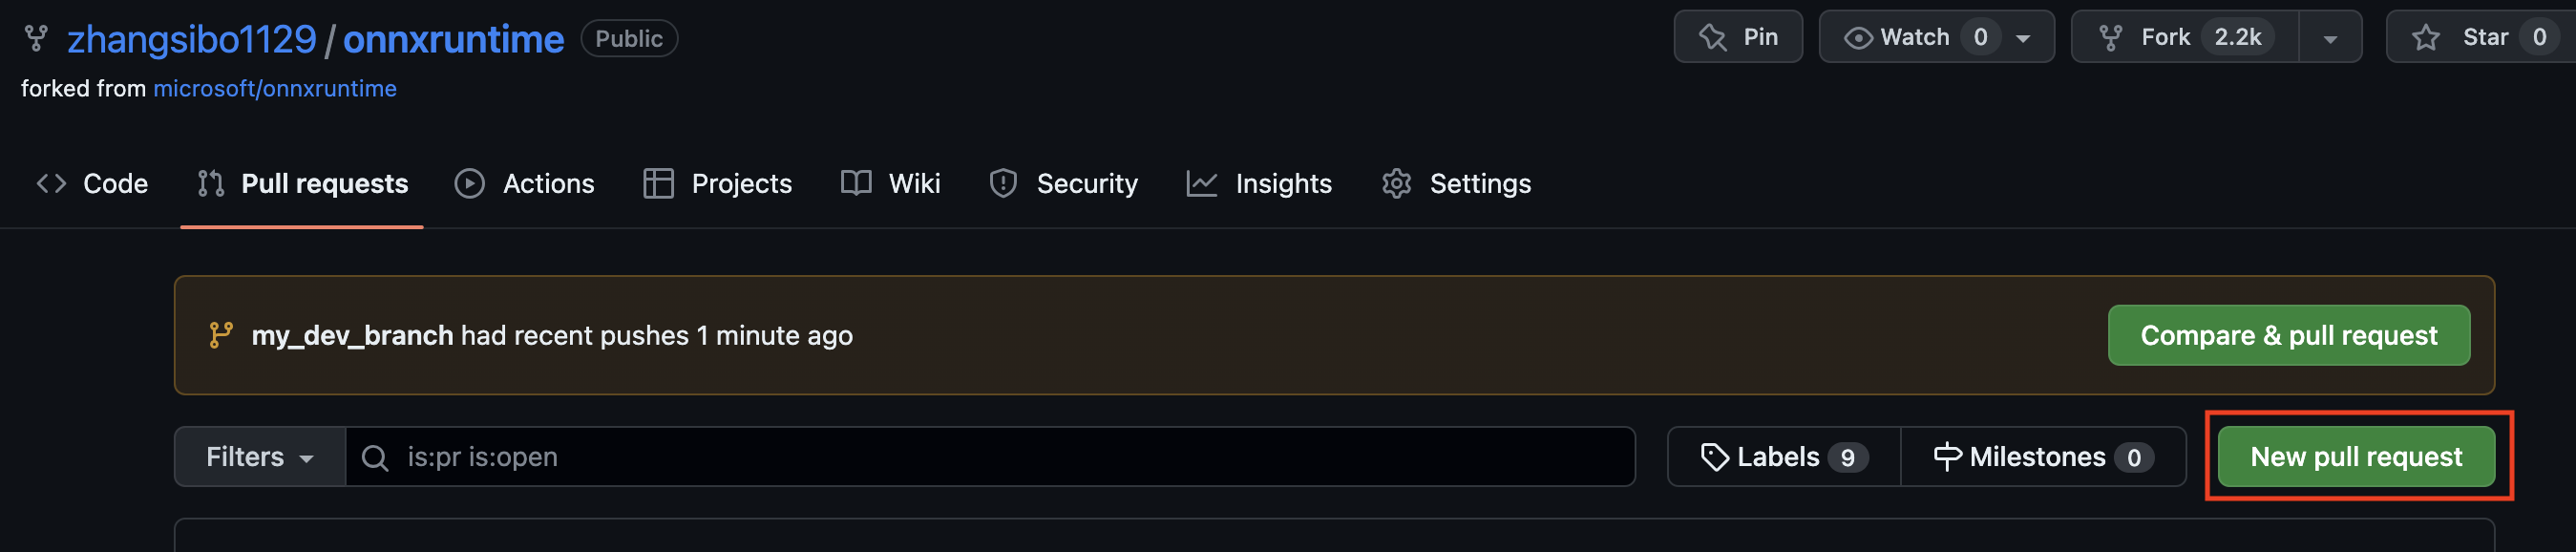 zhangsibo1129 / onnxruntime Public Pin Watch 0 Fork 2.2k Star 0
forked from microsoft/onnxruntime
Code Pull requests Actions Projects Wiki Security Insights Settings
my_dev_branch had recent pushes 1 minute ago Compare & pull request
Filters is:pr is:open Labels 9 Milestones 0 New pull request